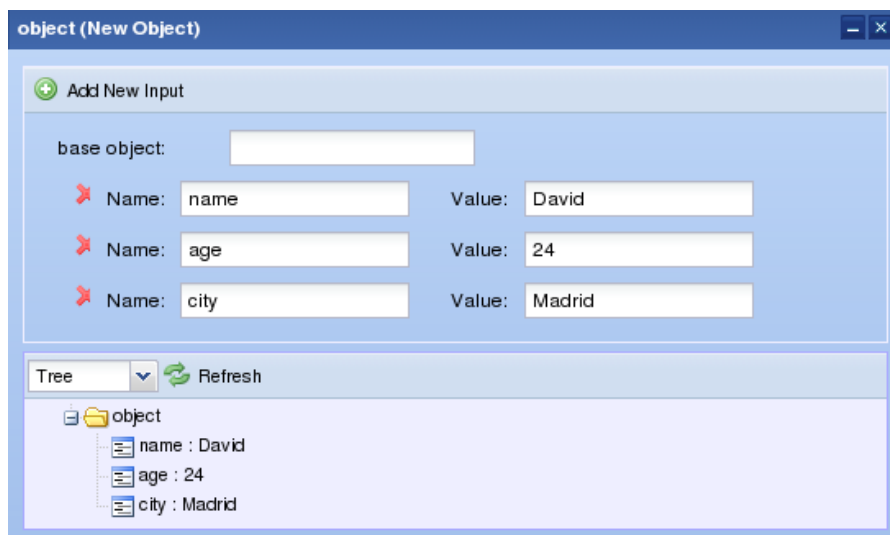 object (New Object)
Add New Input
base object:
Name: name Value: David
Name: age Value: 24
Name: city Value: Madrid
Tree Refresh
object
name : David
age : 24
city : Madrid